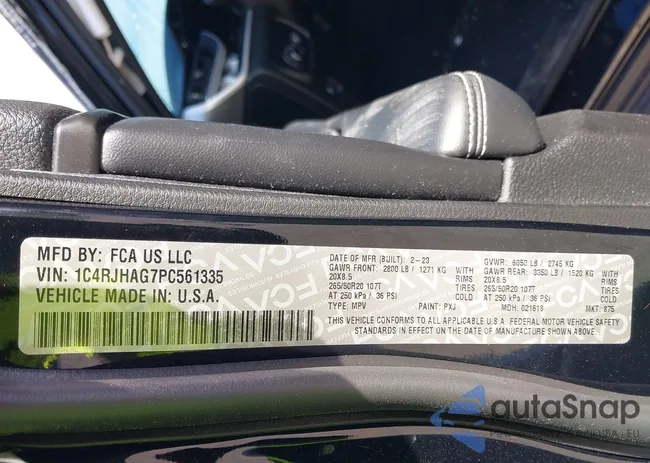 MFD BY: FCA US LLC
VIN: 1C4RJHAG7PC561335
VEHICLE MADE IN: U.S.A.
DATE OF MFR (BUILT): 2-23
GAWR FRONT: 2800 LB / 1271 KG WITH
20X8.5 RIMS
265/50R20 107T TIRES
AT 250 kPa / 36 PSI
TYPE: MPV PAINT: PXJ
GVWR: 6050 LB / 2745 KG
GAWR REAR: 3350 LB / 1520 KG WITH
20X8.5 RIMS
265/50R20 107T TIRES
AT 250 kPa / 36 PSI
MDH: 021618 MKT: 875
THIS VEHICLE CONFORMS TO ALL APPLICABLE U.S.A. FEDERAL MOTOR VEHICLE SAFETY
STANDARDS IN EFFECT ON THE DATE OF MANUFACTURE SHOWN ABOVE.
autoSnap